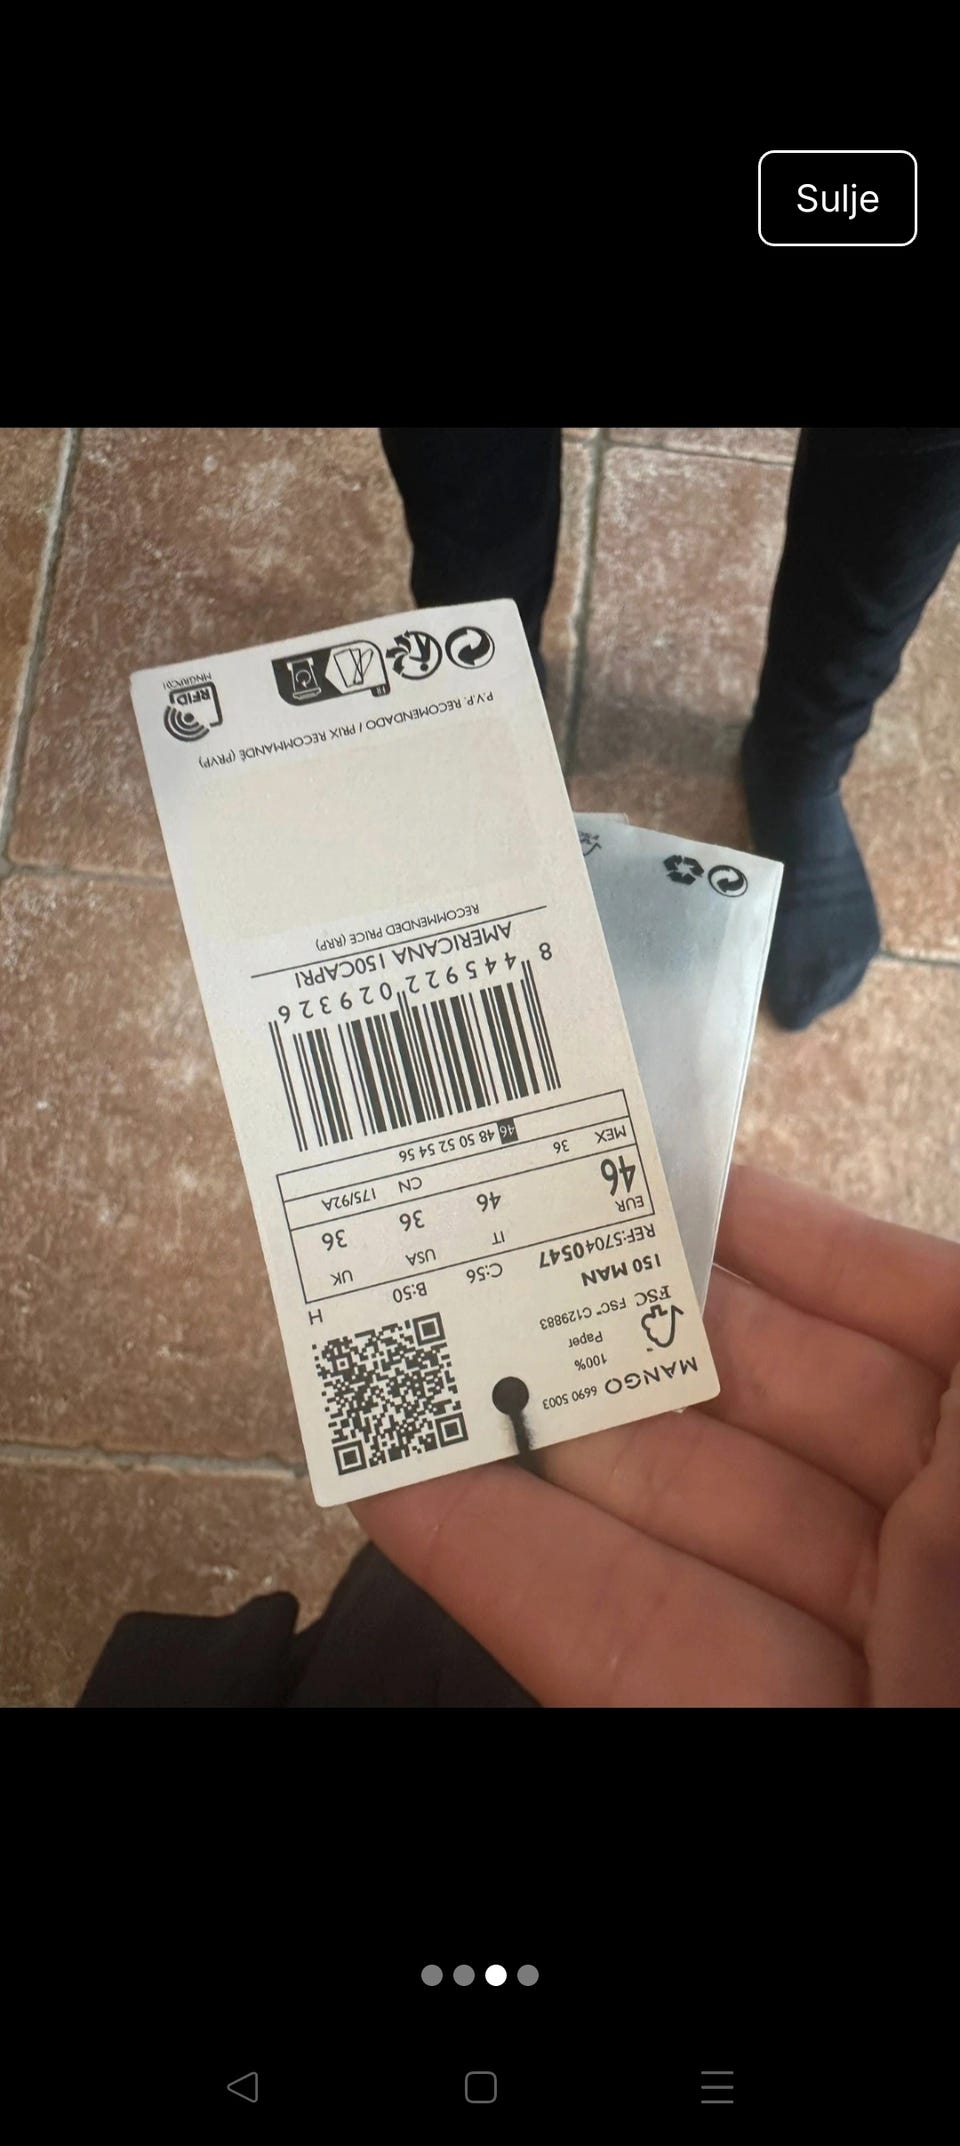 Sulje
MANGO 6690 5003
100%
Paper
FSC FSC™ C129883
150 MAN
REF:57040547
C:56 B:50 H
EUR IT USA UK
46 46 36 36
MEX 36 CN 175/92A
46 48 50 52 54 56
8 445922 029326
AMERICANA 150CAPRI
RECOMMENDED PRICE (RRP)
P.V.P. RECOMENDADO / PRIX RECOMMANDÉ (PRVP)
18
RFID